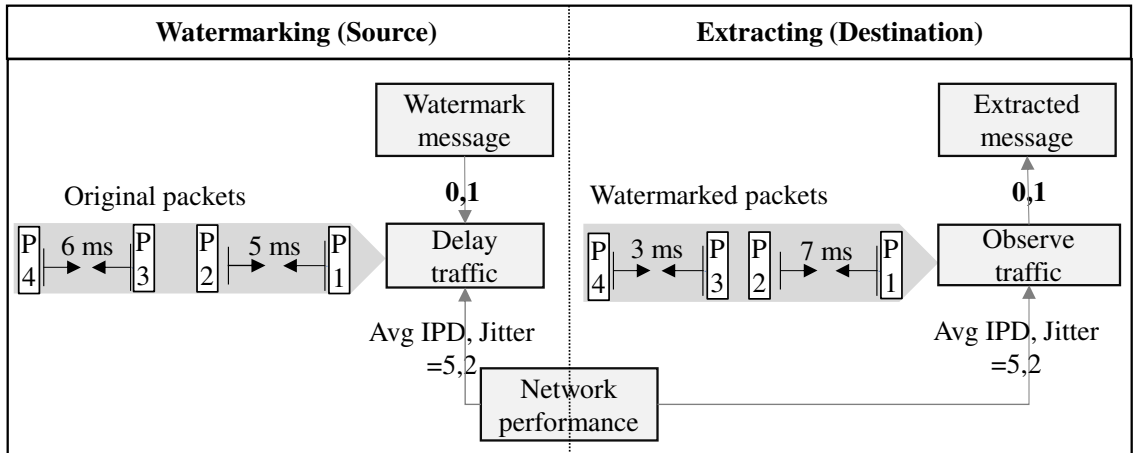 Watermarking (Source)
Extracting (Destination)
Watermark
message
Extracted
message
0,1
0,1
Original packets
Watermarked packets
P
4
6 ms
P
3
P
2
5 ms
P
1
Delay
traffic
P
4
3 ms
P
3
P
2
7 ms
P
1
Observe
traffic
Avg IPD, Jitter
=5,2
Avg IPD, Jitter
=5,2
Network
performance